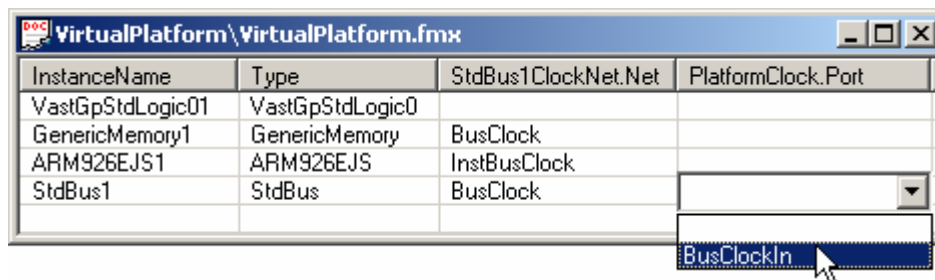 DOC VirtualPlatform\VirtualPlatform.fmx
InstanceName Type StdBus1ClockNet.Net PlatformClock.Port
VastGpStdLogic01 VastGpStdLogic0
GenericMemory1 GenericMemory BusClock
ARM926EJS1 ARM926EJS InstBusClock
StdBus1 StdBus BusClock
BusClockIn